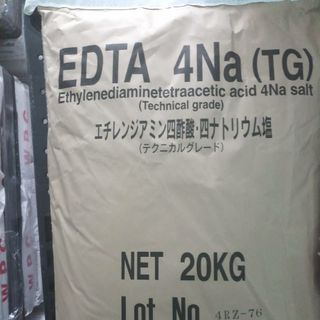 EDTA 4Na (TG)
Ethylenediaminetetraacetic acid 4Na salt
(Technical grade)
エチレンジアミン四酢酸・四ナトリウム塩
(テクニカルグレード)
NET 20KG
Lot No. 4RZ-76
W.P.C
W.P.C